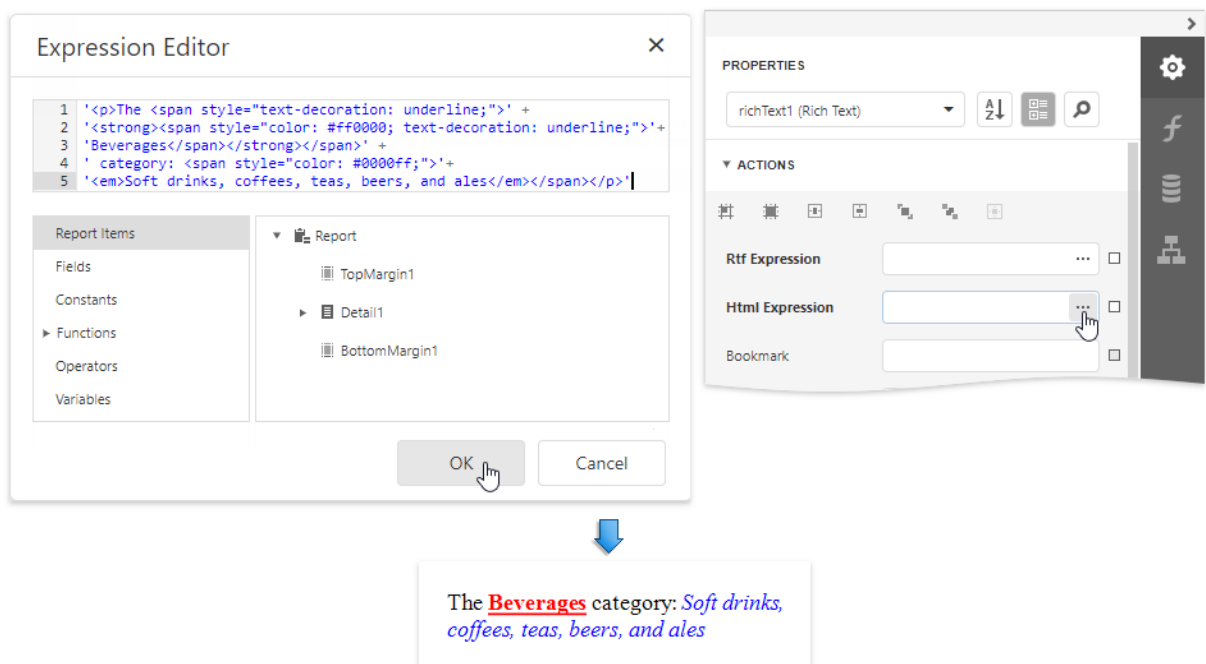 Expression Editor
1 '<p>The <span style="text-decoration: underline;">' +
2 '<strong><span style="color: #ff0000; text-decoration: underline;">'+
3 'Beverages</span></strong></span>' +
4 ' category: <span style="color: #0000ff;">'+
5 '<em>Soft drinks, coffees, teas, beers, and ales</em></span></p>'
Report Items
Fields
Constants
Functions
Operators
Variables
Report
TopMargin1
Detail1
BottomMargin1
OK
Cancel
PROPERTIES
richText1 (Rich Text)
ACTIONS
Rtf Expression
Html Expression
Bookmark
The Beverages category: Soft drinks,
coffees, teas, beers, and ales